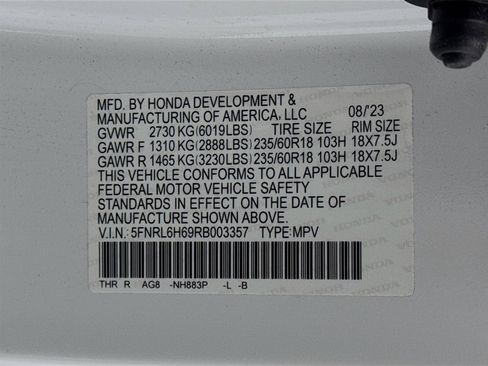 MFD. BY HONDA DEVELOPMENT &
MANUFACTURING OF AMERICA, LLC 08/'23
GVWR 2730 KG(6019LBS) TIRE SIZE RIM SIZE
GAWR F 1310 KG(2888LBS) 235/60R18 103H 18X7.5J
GAWR R 1465 KG(3230LBS) 235/60R18 103H 18X7.5J
THIS VEHICLE CONFORMS TO ALL APPLICABLE
FEDERAL MOTOR VEHICLE SAFETY
STANDARDS IN EFFECT ON THE DATE OF
MANUFACTURE SHOWN ABOVE.
V.I.N.: 5FNRL6H69RB003357 TYPE: MPV
THR R AG8 -NH883P -L -B